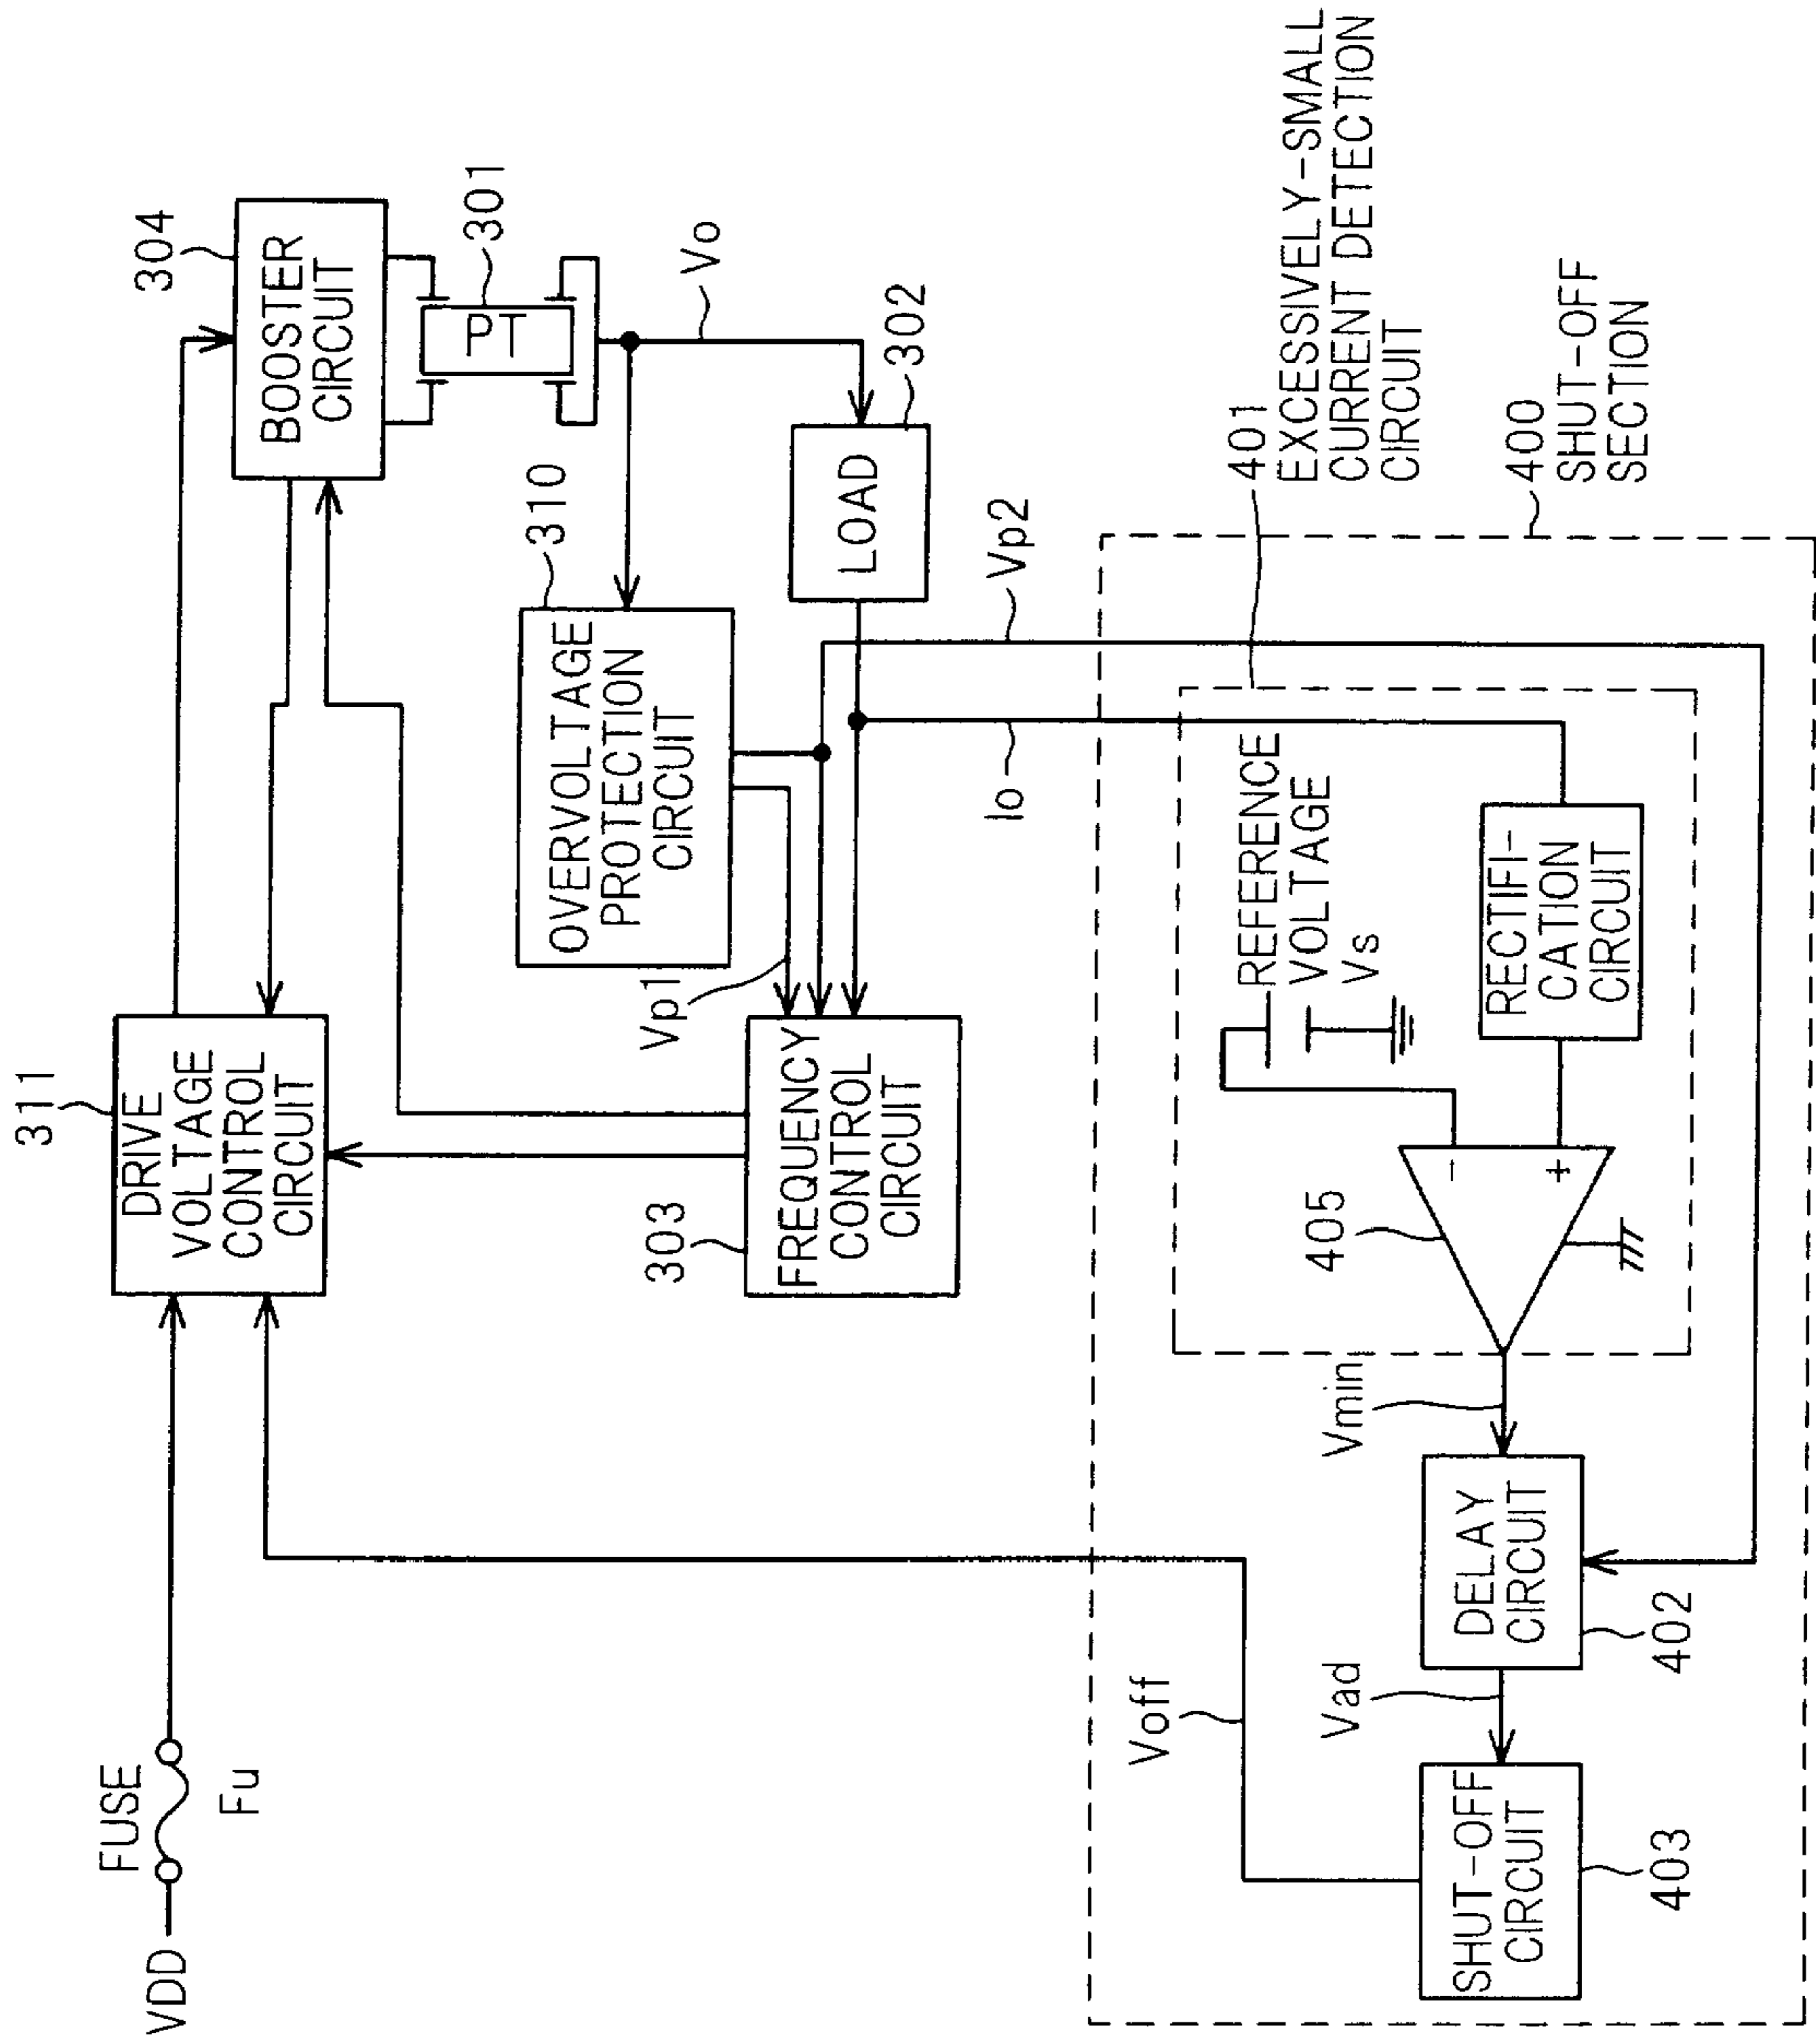 VDD
FUSE
Fu
311
DRIVE
VOLTAGE
CONTROL
CIRCUIT
304
BOOSTER
CIRCUIT
PT
301
Vo
310
OVERVOLTAGE
PROTECTION
CIRCUIT
Vp1
303
FREQUENCY
CONTROL
CIRCUIT
LOAD
302
Vp2
Io
401
EXCESSIVELY-SMALL
CURRENT DETECTION
CIRCUIT
400
SHUT-OFF
SECTION
REFERENCE
VOLTAGE
Vs
RECTIFI-
CATION
CIRCUIT
405
-
+
Vmin
DELAY
CIRCUIT
402
Vad
Voff
SHUT-OFF
CIRCUIT
403